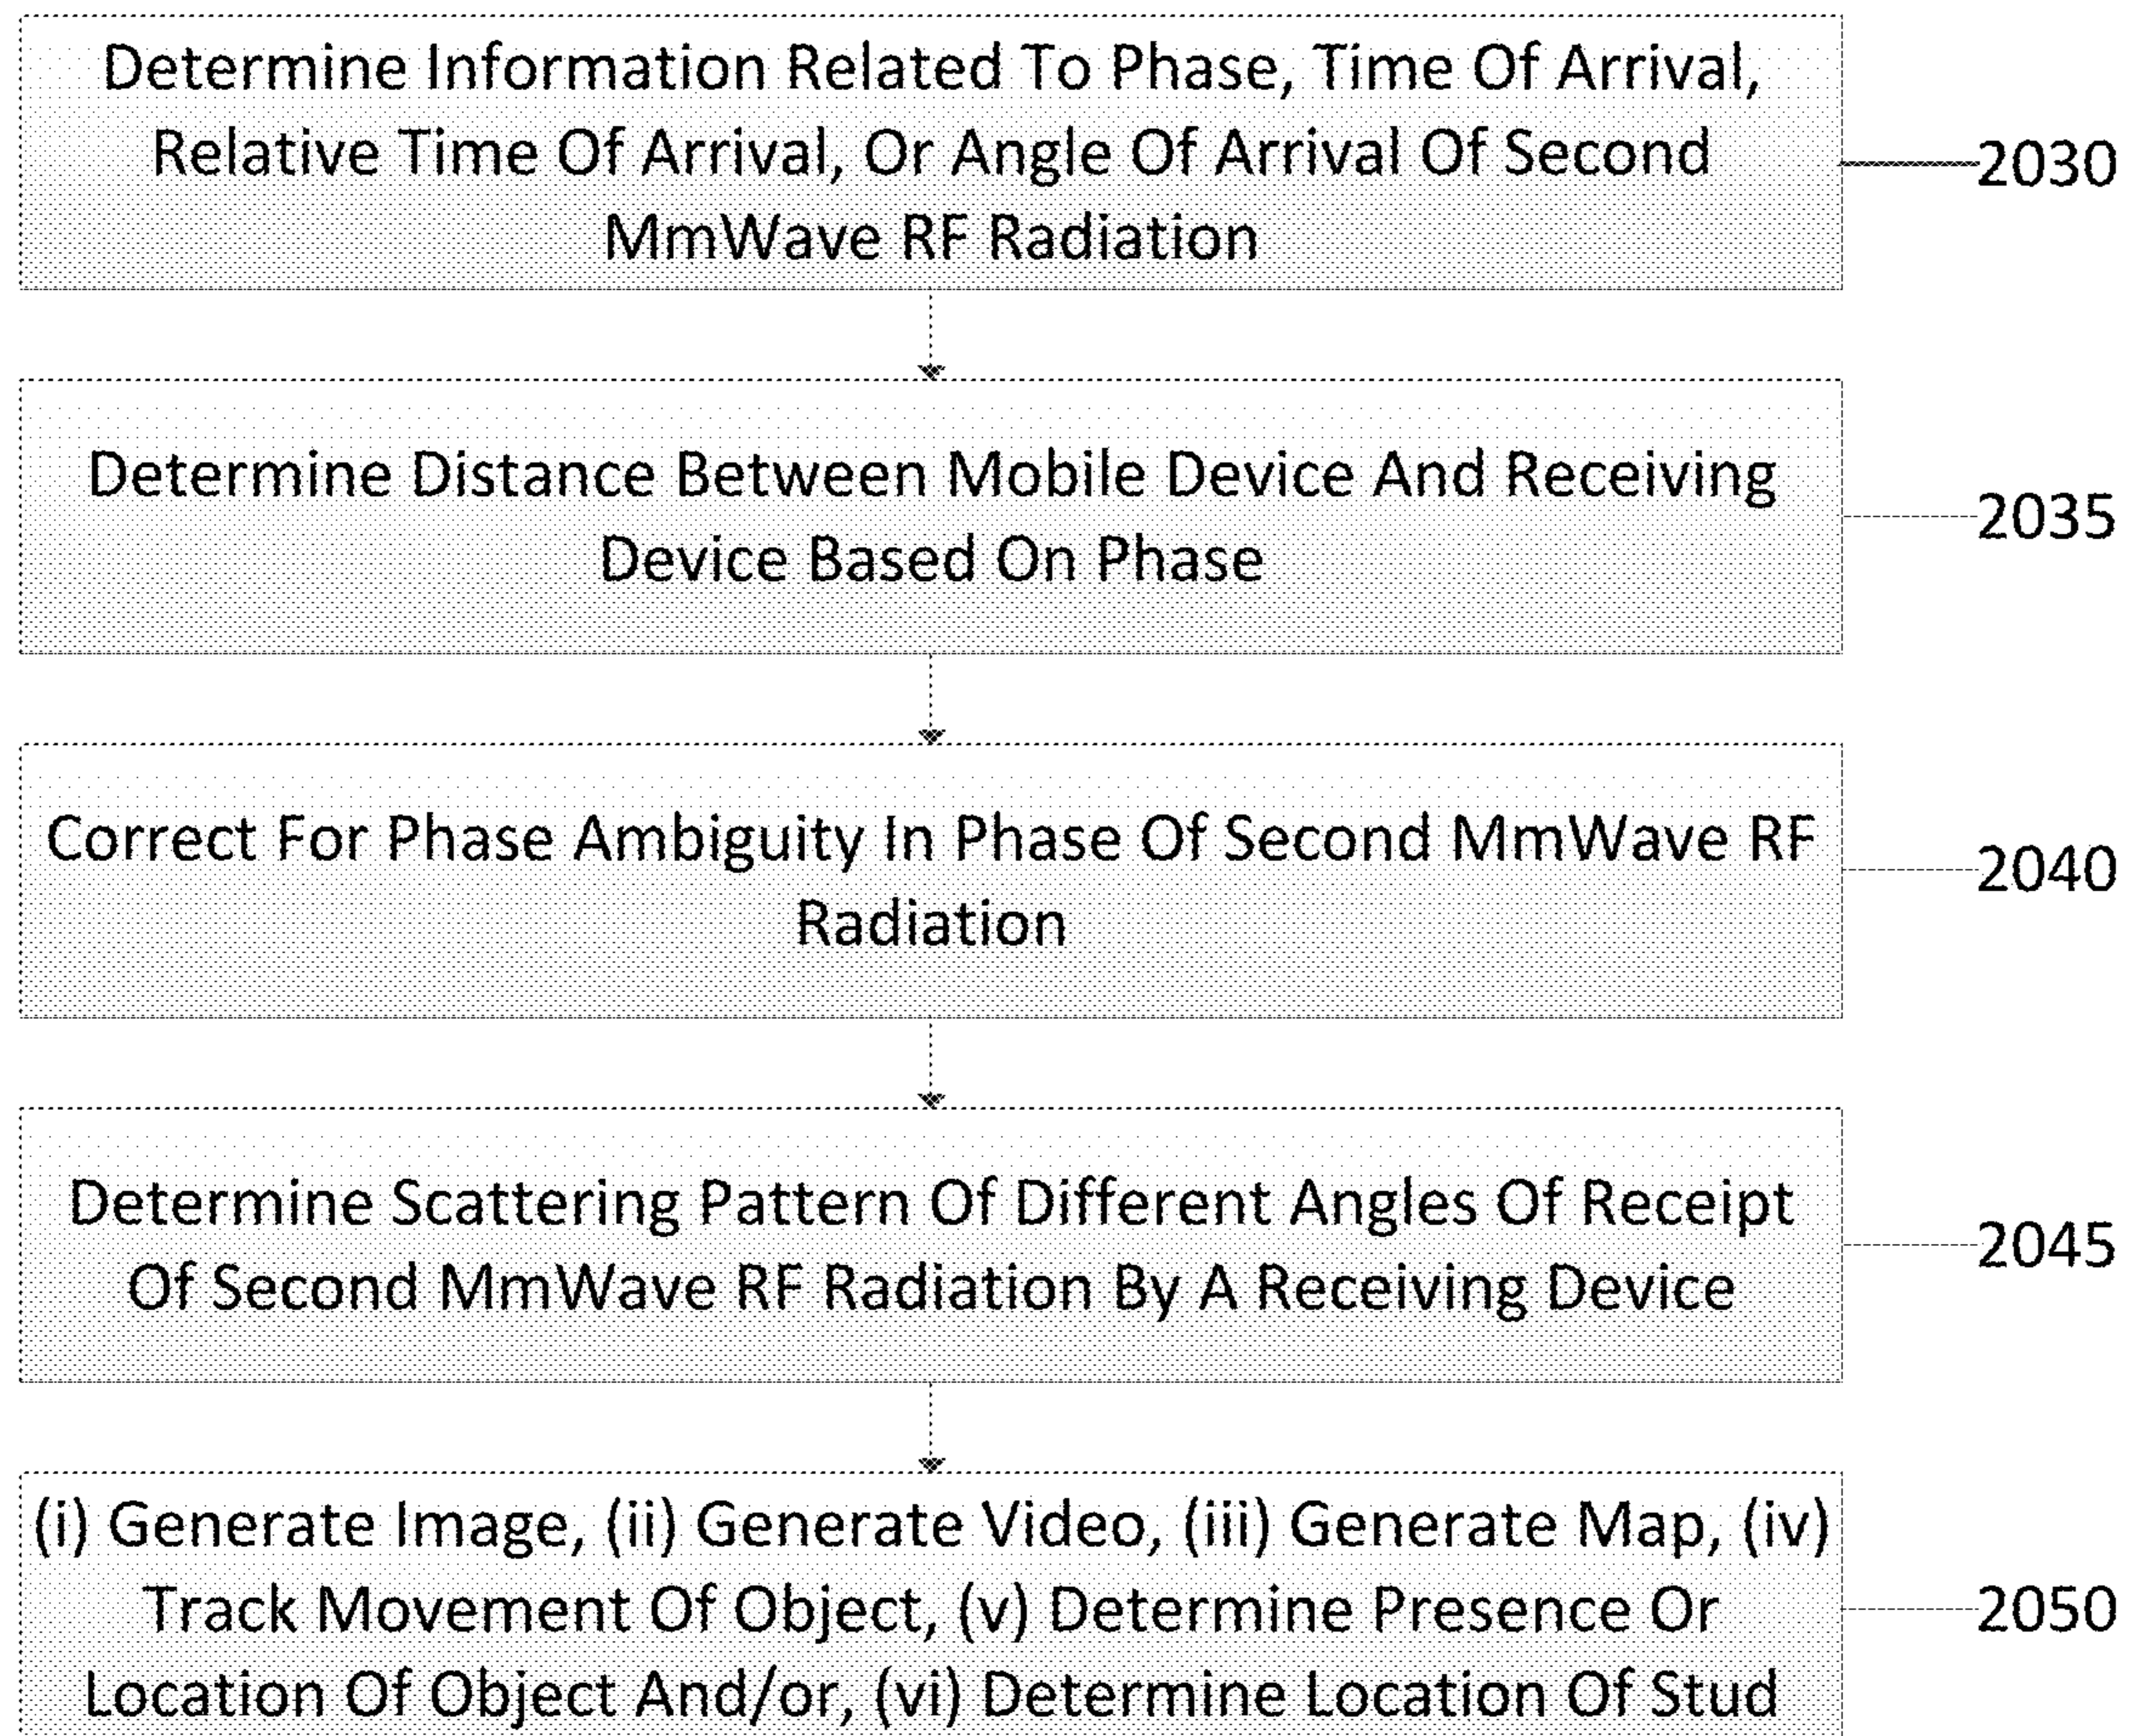 Determine Information Related To Phase, Time Of Arrival,
Relative Time Of Arrival, Or Angle Of Arrival Of Second
MmWave RF Radiation
2030
Determine Distance Between Mobile Device And Receiving
Device Based On Phase
2035
Correct For Phase Ambiguity In Phase Of Second MmWave RF
Radiation
2040
Determine Scattering Pattern Of Different Angles Of Receipt
Of Second MmWave RF Radiation By A Receiving Device
2045
(i) Generate Image, (ii) Generate Video, (iii) Generate Map, (iv)
Track Movement Of Object, (v) Determine Presence Or
Location Of Object And/or, (vi) Determine Location Of Stud
2050